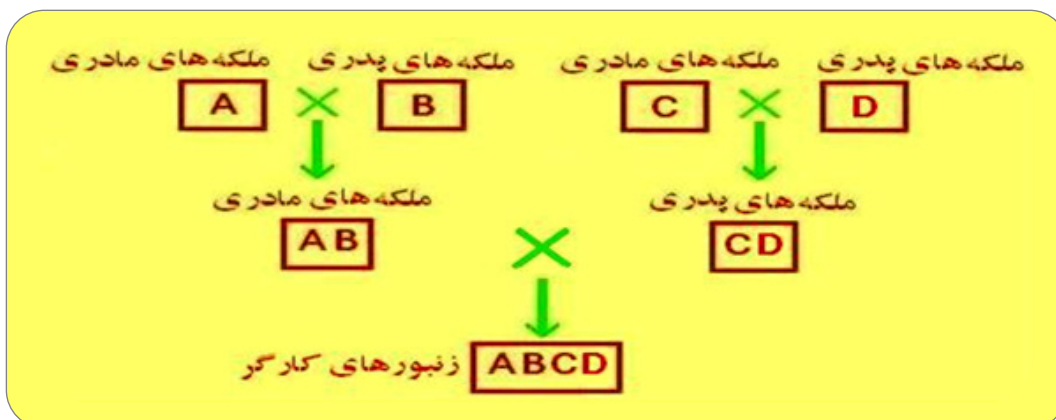 ملکه‌های مادری ملکه‌های پدری ملکه‌های مادری ملکه‌های پدری
A × B C × D
ملکه‌های مادری ملکه‌های پدری
AB × CD
زنبورهای کارگر ABCD